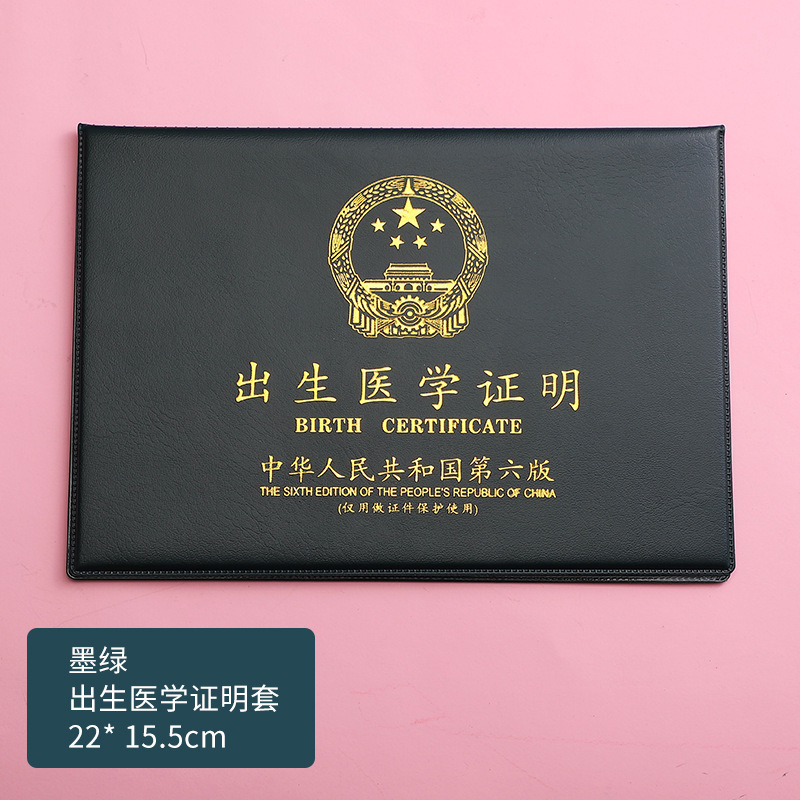 出生医学证明
BIRTH CERTIFICATE
中华人民共和国第六版
THE SIXTH EDITION OF THE PEOPLE'S REPUBLIC OF CHINA
(仅用做证件保护使用)
墨绿
出生医学证明套
22* 15.5cm